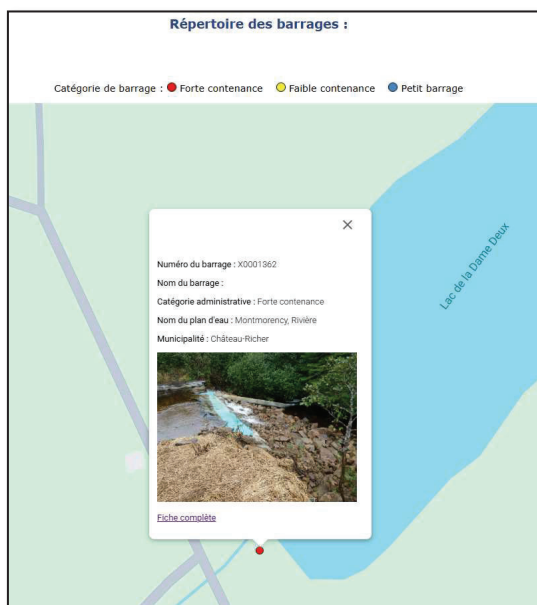 Répertoire des barrages :
Catégorie de barrage : Forte contenance Faible contenance Petit barrage
Lac de la Dame Deux
Numéro du barrage : X0001362
Nom du barrage :
Catégorie administrative : Forte contenance
Nom du plan d'eau : Montmorency, Rivière
Municipalité : Château-Richer
Fiche complète